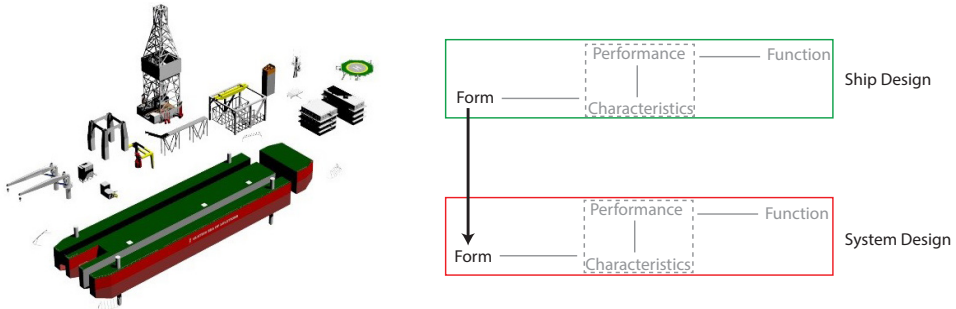 Performance
Function
Form
Characteristics
Ship Design
Performance
Function
Form
Characteristics
System Design